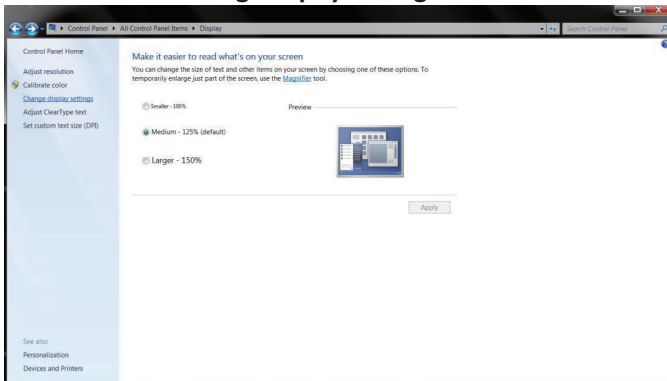 Control Panel ▸ All Control Panel Items ▸ Display
Search Control Panel
Control Panel Home
Adjust resolution
Calibrate color
Change display settings
Adjust ClearType text
Set custom text size (DPI)
Make it easier to read what's on your screen
You can change the size of text and other items on your screen by choosing one of these options. To
temporarily enlarge just part of the screen, use the Magnifier tool.
Smaller - 100%
Preview
Medium - 125% (default)
Larger - 150%
Apply
See also
Personalization
Devices and Printers